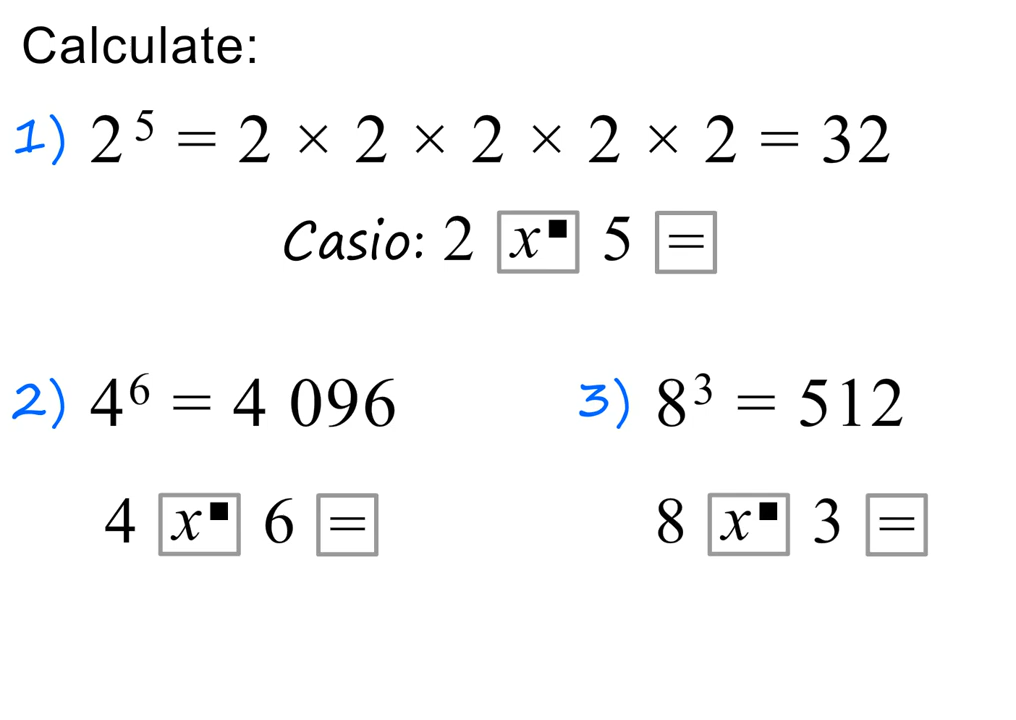 Calculate:
1) 2⁵ = 2 × 2 × 2 × 2 × 2 = 32
Casio: 2 x■ 5 =
2) 4⁶ = 4 096
3) 8³ = 512
4 x■ 6 =
8 x■ 3 =